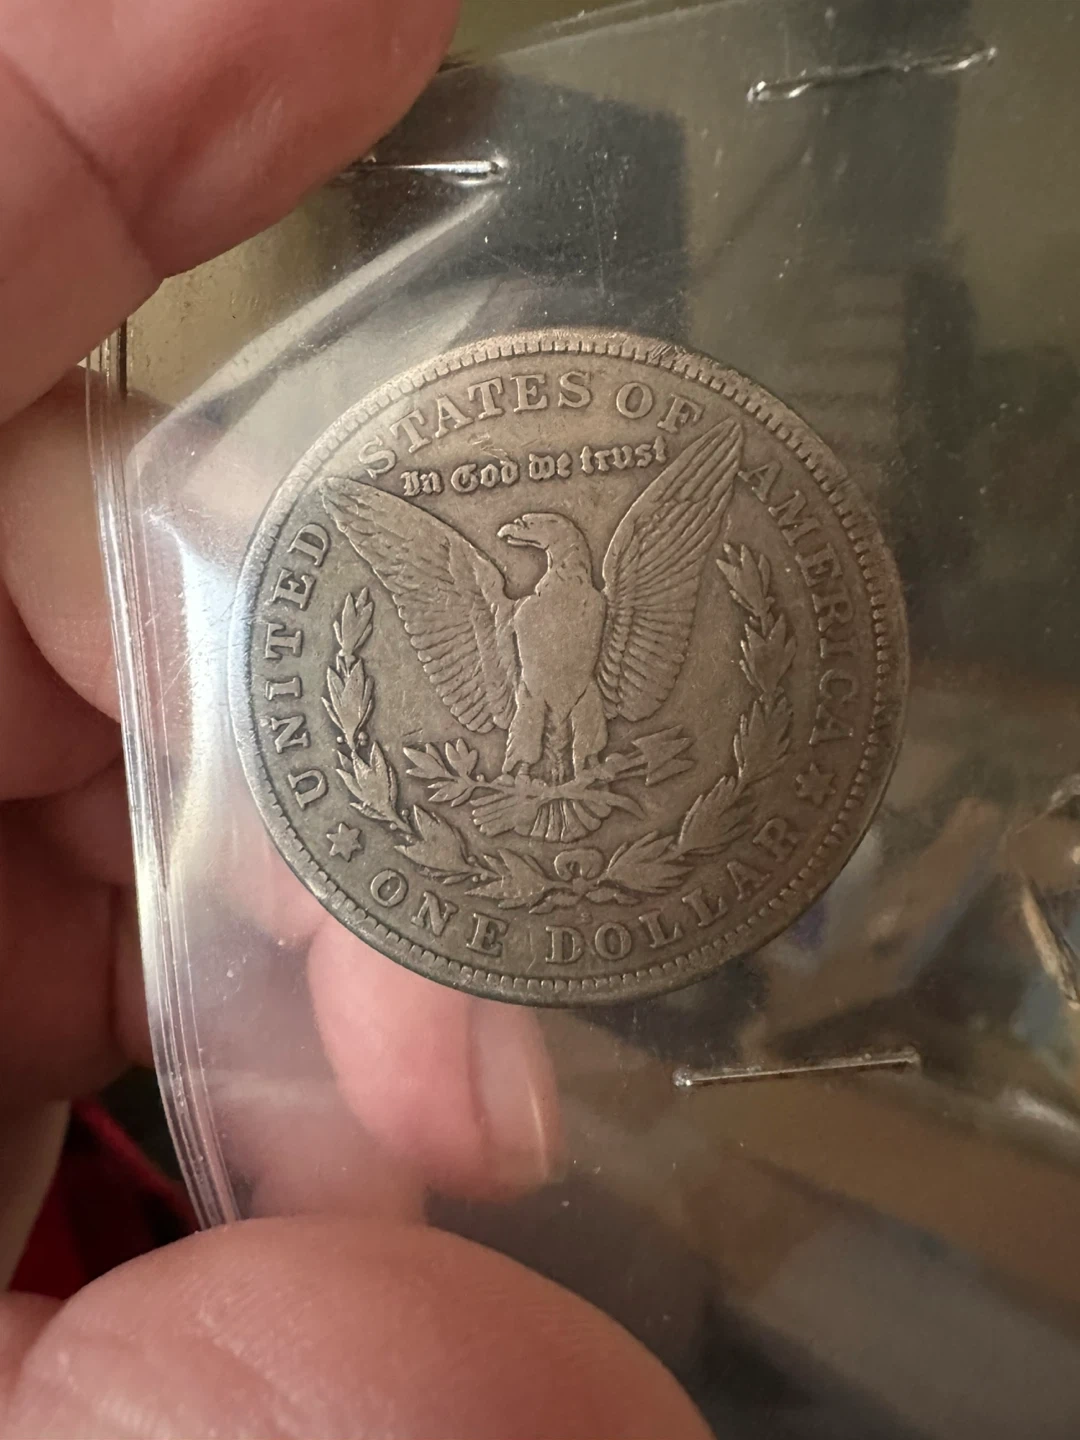 UNITED STATES OF AMERICA
In God we trust
ONE DOLLAR